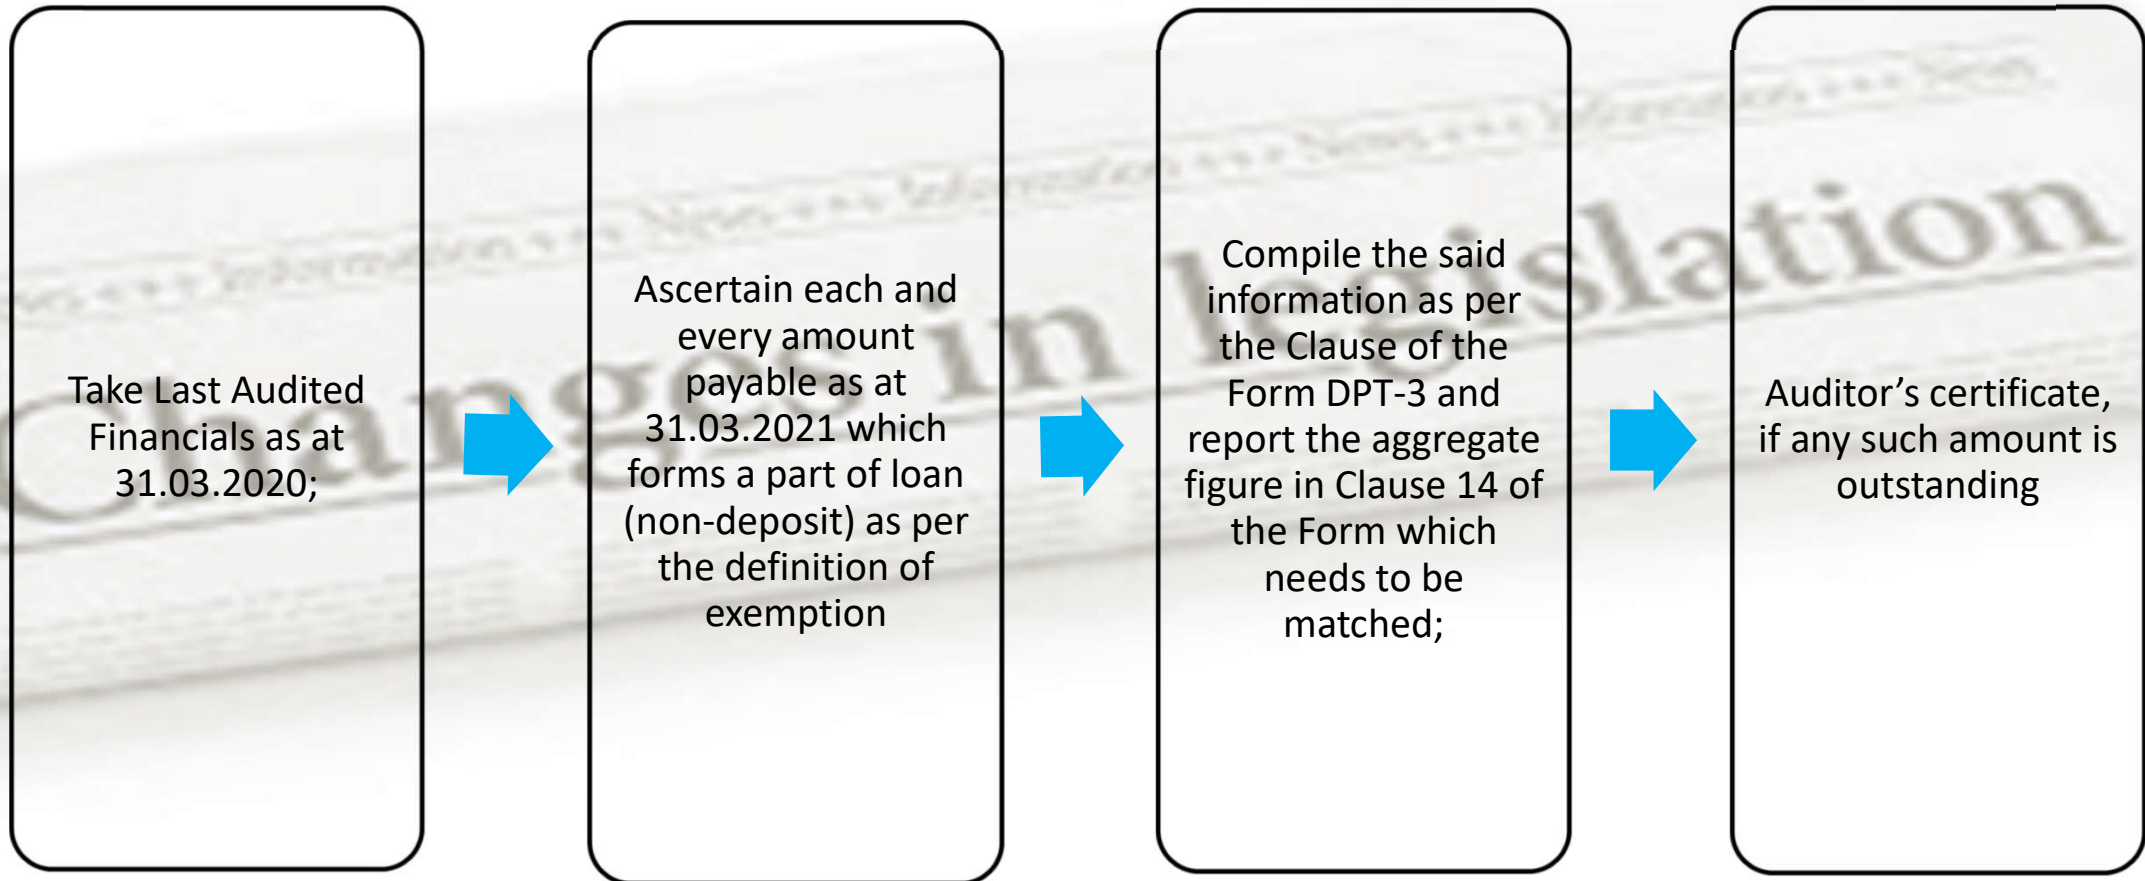 Changes in legislation
Take Last Audited
Financials as at
31.03.2020;
Ascertain each and
every amount
payable as at
31.03.2021 which
forms a part of loan
(non-deposit) as per
the definition of
exemption
Compile the said
information as per
the Clause of the
Form DPT-3 and
report the aggregate
figure in Clause 14 of
the Form which
needs to be
matched;
Auditor’s certificate,
if any such amount is
outstanding